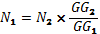 N₁ = N₂ × GG₂/GG₁